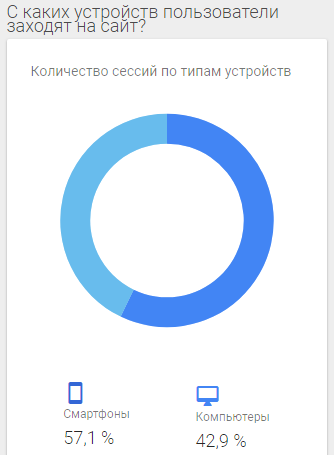 С каких устройств пользователи
заходят на сайт?
Количество сессий по типам устройств
Смартфоны
57,1 %
Компьютеры
42,9 %